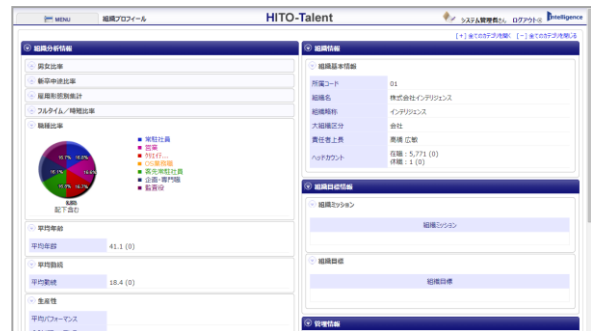 MENU
組織プロフィール
HITO-Talent
システム管理者さん ログアウト
Intelligence
[+]全てのカテゴリを開く [-]全てのカテゴリを閉じる
組織分析情報
男女比率
新卒中途比率
雇用形態別集計
フルタイム／時短比率
職種比率
常駐社員
営業
OS業務職
客先常駐社員
企画・専門職
監査役
配下含む
平均年齢
平均年齢 41.1 (0)
平均勤続
平均勤続 18.4 (0)
生産性
平均パフォーマンス
組織情報
組織基本情報
所属コード 01
組織名 株式会社インテリジェンス
組織略称 インテリジェンス
大組織区分 会社
責任者上長 高橋 広敏
ヘッドカウント 在職：5,771 (0)
休職：1 (0)
組織目標情報
組織ミッション
組織ミッション
組織目標
組織目標
管理情報